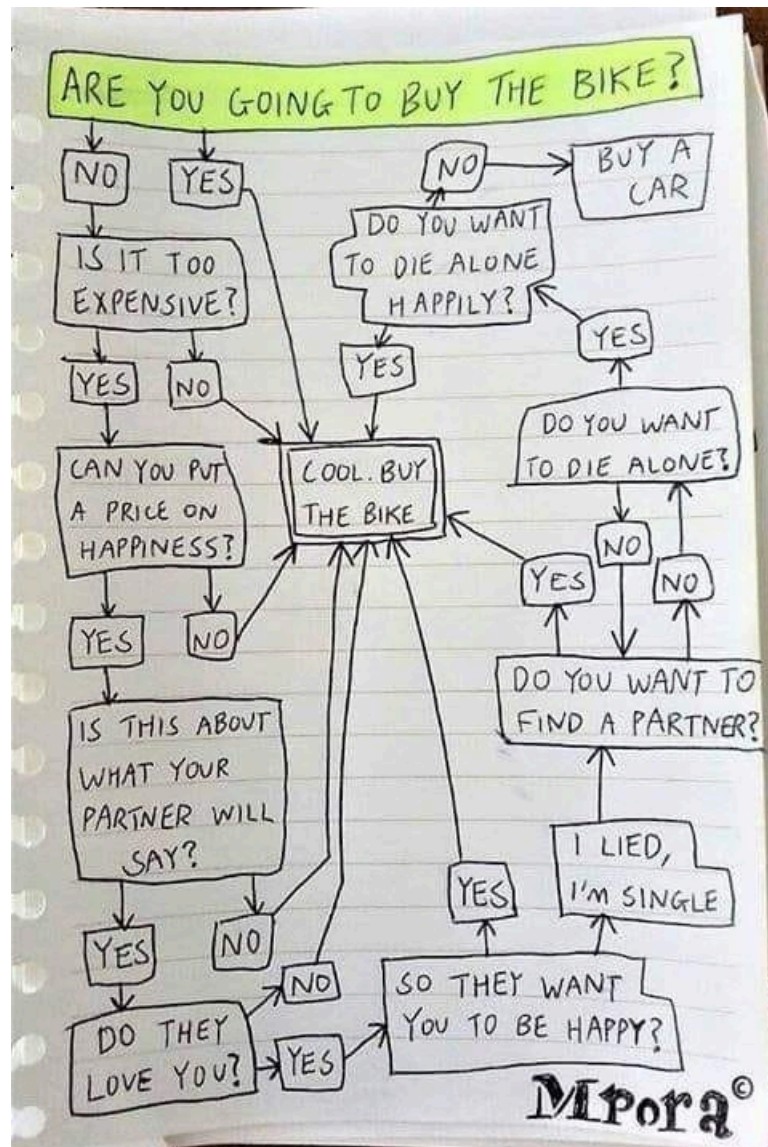 ARE YOU GOING TO BUY THE BIKE?
NO
YES
IS IT TOO
EXPENSIVE?
YES
NO
CAN YOU PUT
A PRICE ON
HAPPINESS?
YES
NO
IS THIS ABOUT
WHAT YOUR
PARTNER WILL
SAY?
YES
NO
DO THEY
LOVE YOU?
NO
YES
SO THEY WANT
YOU TO BE HAPPY?
YES
I LIED,
I'M SINGLE
DO YOU WANT TO
FIND A PARTNER?
YES
NO
NO
DO YOU WANT
TO DIE ALONE?
YES
DO YOU WANT
TO DIE ALONE
HAPPILY?
YES
NO
BUY A
CAR
COOL. BUY
THE BIKE
Mpora©